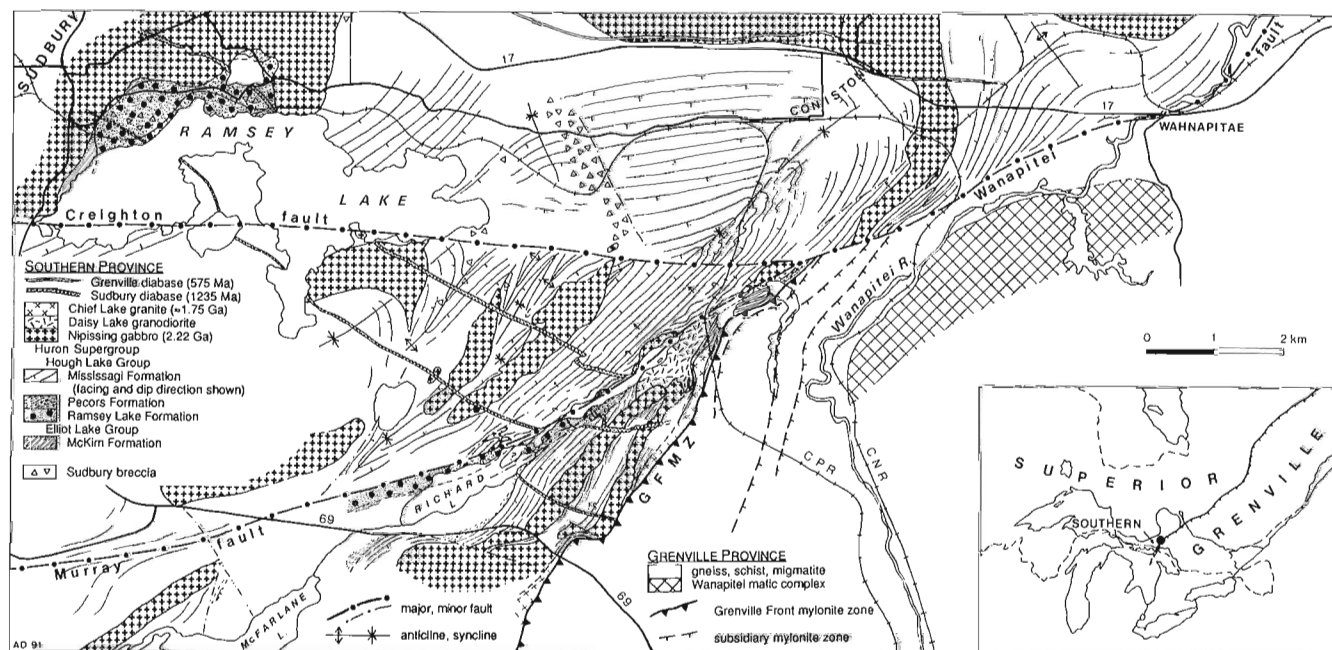 SUDBURY
17
RAMSEY
LAKE
CONISTON
17
WAHNAPITAE
fault
Wanapitei
Creighton fault
Wanapitei R.
SOUTHERN PROVINCE
Grenville diabase (575 Ma)
Sudbury diabase (1235 Ma)
Chief Lake granite (≈1.75 Ga)
Daisy Lake granodiorite
Nipissing gabbro (2.22 Ga)
Huron Supergroup
Hough Lake Group
Mississagi Formation
(facing and dip direction shown)
Pecors Formation
Ramsey Lake Formation
Elliot Lake Group
McKim Formation
Sudbury breccia
0 1 2 km
GFMZ
CPR
CNR
RICHARD
L.
69
Murray fault
McFARLANE
L.
major, minor fault
anticline, syncline
AD 91
69
GRENVILLE PROVINCE
gneiss, schist, migmatite
Wanapitei mafic complex
Grenville Front mylonite zone
subsidiary mylonite zone
SUPERIOR
SOUTHERN
GRENVILLE